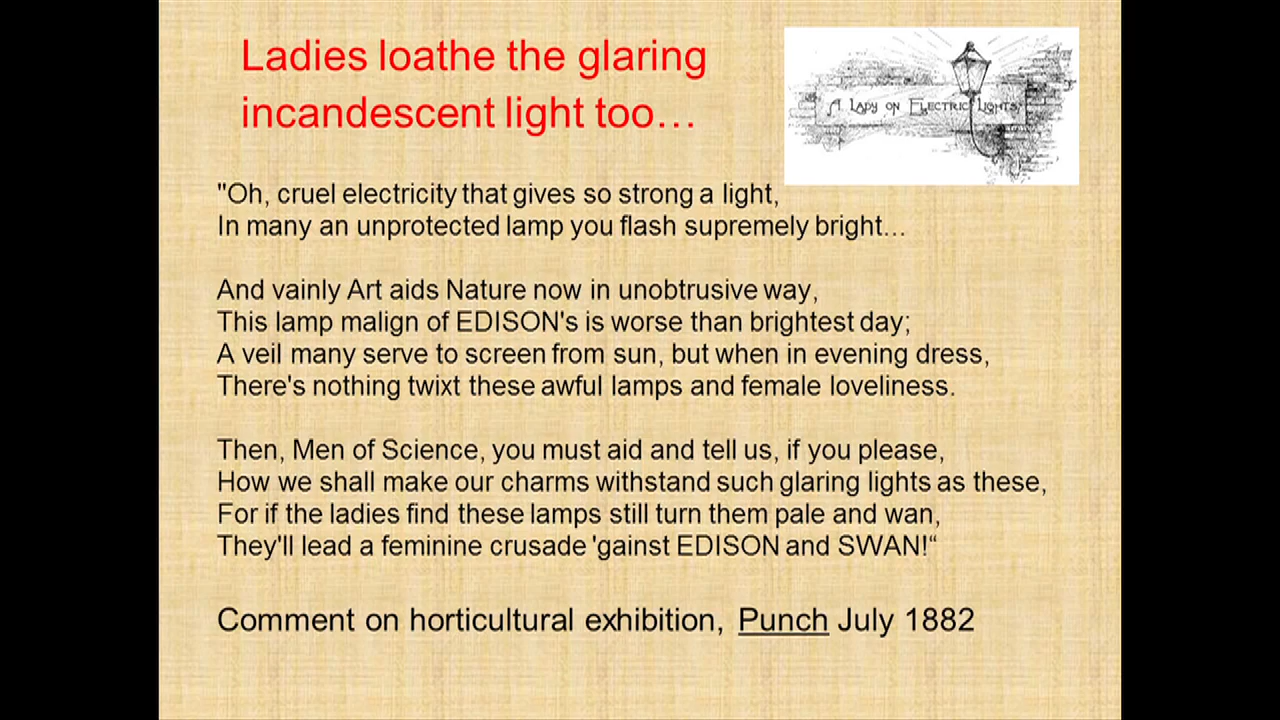 Ladies loathe the glaring
incandescent light too…
A LADY ON ELECTRIC LIGHTS
"Oh, cruel electricity that gives so strong a light,
In many an unprotected lamp you flash supremely bright…
And vainly Art aids Nature now in unobtrusive way,
This lamp malign of EDISON's is worse than brightest day;
A veil many serve to screen from sun, but when in evening dress,
There's nothing twixt these awful lamps and female loveliness.
Then, Men of Science, you must aid and tell us, if you please,
How we shall make our charms withstand such glaring lights as these,
For if the ladies find these lamps still turn them pale and wan,
They'll lead a feminine crusade 'gainst EDISON and SWAN!“
Comment on horticultural exhibition, Punch July 1882